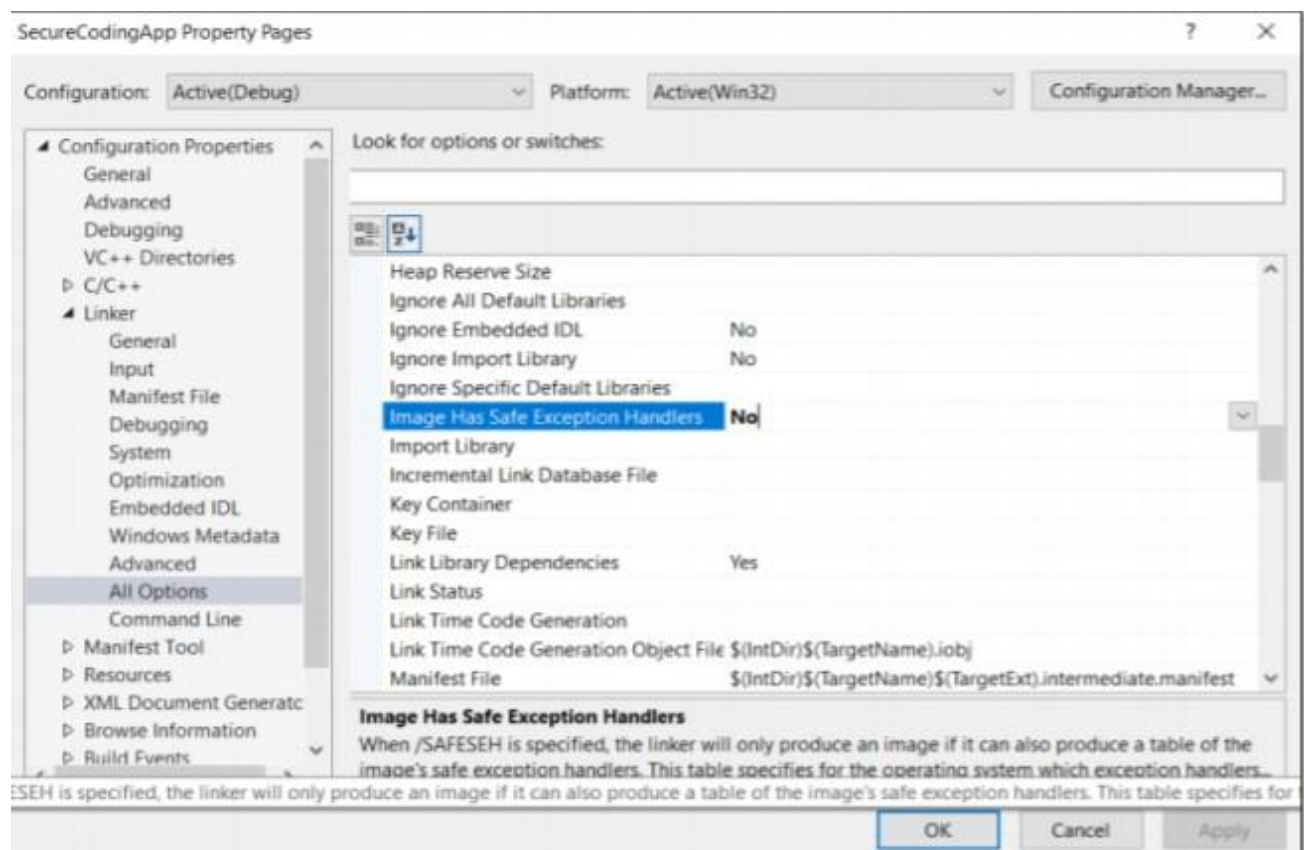 SecureCodingApp Property Pages ? ×
Configuration: Active(Debug) Platform: Active(Win32) Configuration Manager...
Configuration Properties
General
Advanced
Debugging
VC++ Directories
C/C++
Linker
General
Input
Manifest File
Debugging
System
Optimization
Embedded IDL
Windows Metadata
Advanced
All Options
Command Line
Manifest Tool
Resources
XML Document Generatc
Browse Information
Build Events
Look for options or switches:
Heap Reserve Size
Ignore All Default Libraries
Ignore Embedded IDL No
Ignore Import Library No
Ignore Specific Default Libraries
Image Has Safe Exception Handlers No
Import Library
Incremental Link Database File
Key Container
Key File
Link Library Dependencies Yes
Link Status
Link Time Code Generation
Link Time Code Generation Object File $(IntDir)$(TargetName).iobj
Manifest File $(IntDir)$(TargetName)$(TargetExt).intermediate.manifest
Image Has Safe Exception Handlers
When /SAFESEH is specified, the linker will only produce an image if it can also produce a table of the
image's safe exception handlers. This table specifies for the operating system which exception handlers...
ESEH is specified, the linker will only produce an image if it can also produce a table of the image's safe exception handlers. This table specifies for
OK Cancel Apply